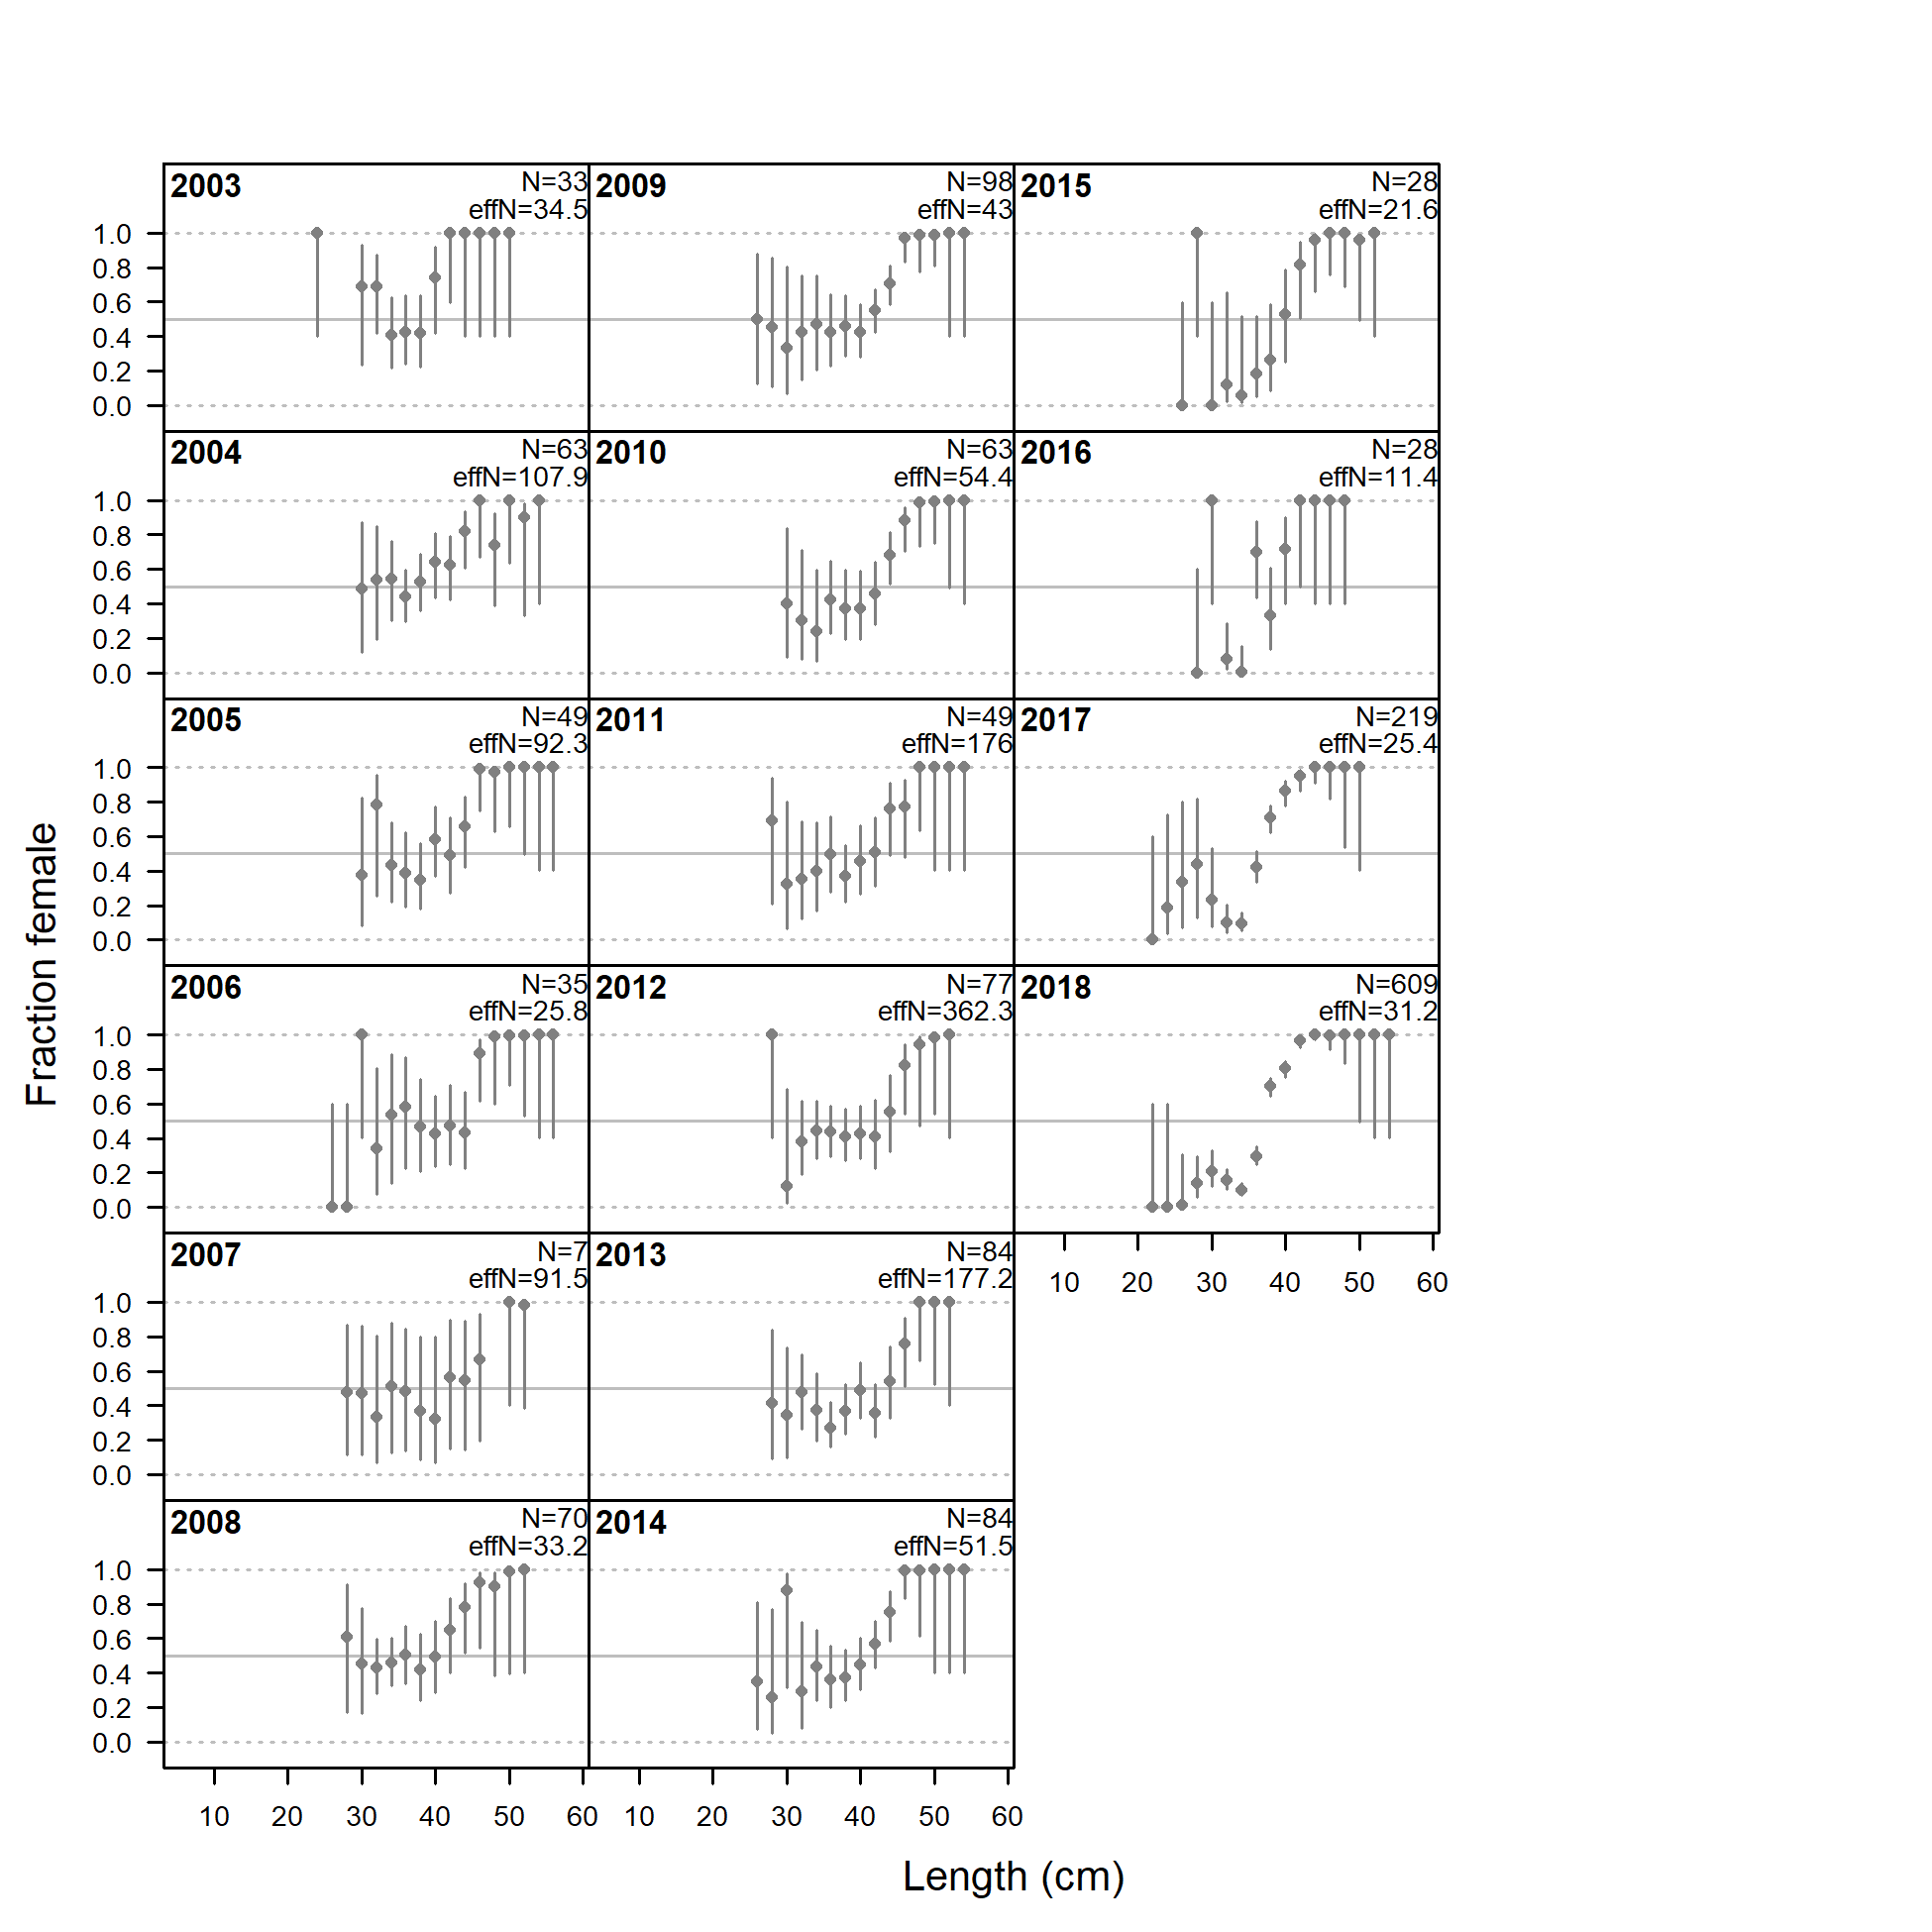 2003
N=33
effN=34.5
2009
N=98
effN=43
2015
N=28
effN=21.6
1.0
0.8
0.6
0.4
0.2
0.0
2004
N=63
effN=107.9
2010
N=63
effN=54.4
2016
N=28
effN=11.4
1.0
0.8
0.6
0.4
0.2
0.0
2005
N=49
effN=92.3
2011
N=49
effN=176
2017
N=219
effN=25.4
1.0
0.8
0.6
0.4
0.2
0.0
2006
N=35
effN=25.8
2012
N=77
effN=362.3
2018
N=609
effN=31.2
1.0
0.8
0.6
0.4
0.2
0.0
2007
N=7
effN=91.5
2013
N=84
effN=177.2
10 20 30 40 50 60
1.0
0.8
0.6
0.4
0.2
0.0
2008
N=70
effN=33.2
2014
N=84
effN=51.5
1.0
0.8
0.6
0.4
0.2
0.0
10 20 30 40 50 60 10 20 30 40 50 60
Fraction female
Length (cm)